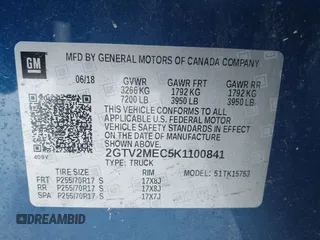 GM
MFD BY GENERAL MOTORS OF CANADA COMPANY
06/18 GVWR GAWR FRT GAWR RR
3266 KG 1792 KG 1792 KG
7200 LB 3950 LB 3950 LB
THIS VEHICLE CONFORMS TO ALL
APPLICABLE U.S. FEDERAL MOTOR
VEHICLE SAFETY STANDARDS IN
EFFECT ON THE DATE OF
MANUFACTURE SHOWN ABOVE.
2GTV2MEC5K1100841
TYPE: TRUCK MODEL: 51TK15753
TIRE SIZE RIM
FRT P255/70R17 S 17X8J
RR P255/70R17 S 17X8J
SPA P255/70R17 S 17X7J
DREAMBID